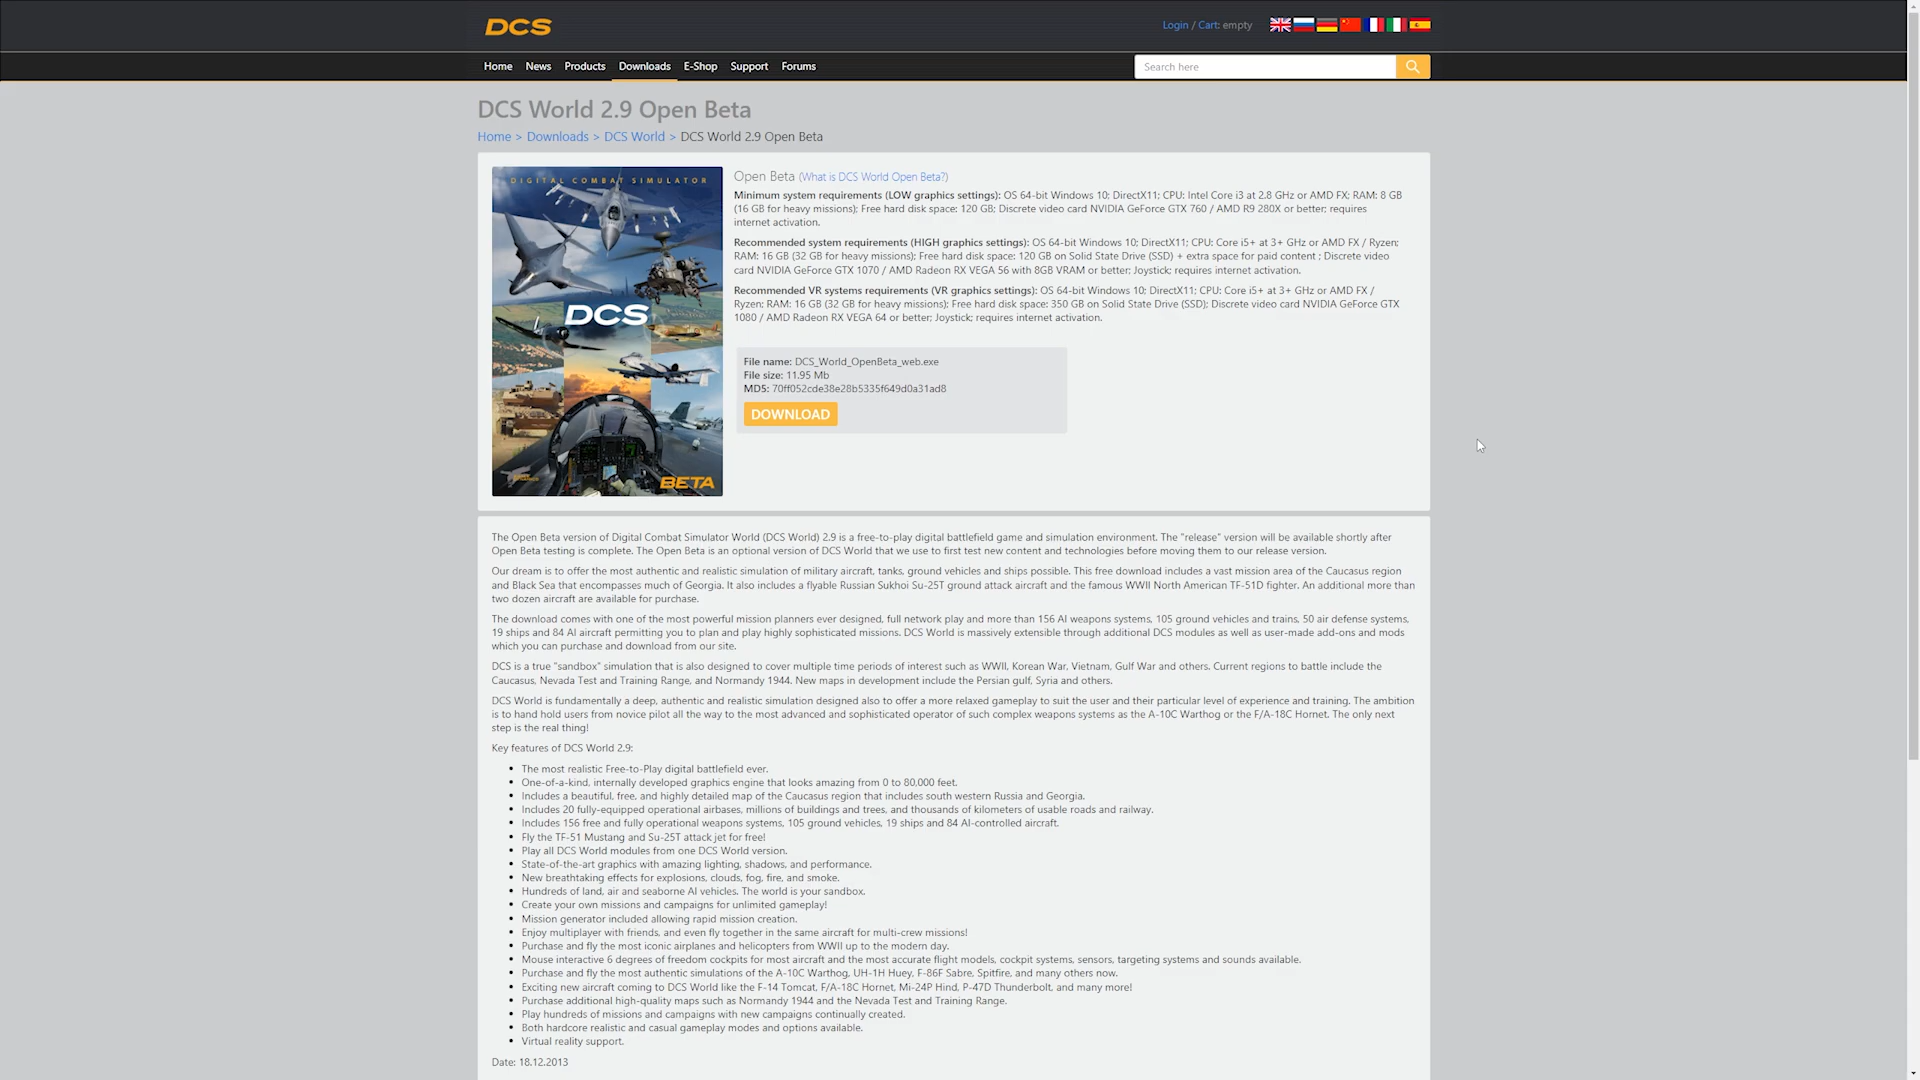 DCS
Login / Cart: empty
Home News Products Downloads E-Shop Support Forums
Search here
DCS World 2.9 Open Beta
Home > Downloads > DCS World > DCS World 2.9 Open Beta
DIGITAL COMBAT SIMULATOR
DCS
BETA
Open Beta (What is DCS World Open Beta?)
Minimum system requirements (LOW graphics settings): OS 64-bit Windows 10; DirectX11; CPU: Intel Core i3 at 2.8 GHz or AMD FX; RAM: 8 GB
(16 GB for heavy missions); Free hard disk space: 120 GB; Discrete video card NVIDIA GeForce GTX 760 / AMD R9 280X or better; requires
internet activation.
Recommended system requirements (HIGH graphics settings): OS 64-bit Windows 10; DirectX11; CPU: Core i5+ at 3+ GHz or AMD FX / Ryzen;
RAM: 16 GB (32 GB for heavy missions); Free hard disk space: 120 GB on Solid State Drive (SSD) + extra space for paid content ; Discrete video
card NVIDIA GeForce GTX 1070 / AMD Radeon RX VEGA 56 with 8GB VRAM or better; Joystick; requires internet activation.
Recommended VR systems requirements (VR graphics settings): OS 64-bit Windows 10; DirectX11; CPU: Core i5+ at 3+ GHz or AMD FX /
Ryzen; RAM: 16 GB (32 GB for heavy missions); Free hard disk space: 350 GB on Solid State Drive (SSD); Discrete video card NVIDIA GeForce GTX
1080 / AMD Radeon RX VEGA 64 or better; Joystick; requires internet activation.
File name: DCS_World_OpenBeta_web.exe
File size: 11.95 Mb
MD5: 70ff052cde38e28b5335f649d0a31ad8
DOWNLOAD
The Open Beta version of Digital Combat Simulator World (DCS World) 2.9 is a free-to-play digital battlefield game and simulation environment. The "release" version will be available shortly after
Open Beta testing is complete. The Open Beta is an optional version of DCS World that we use to first test new content and technologies before moving them to our release version.
Our dream is to offer the most authentic and realistic simulation of military aircraft, tanks, ground vehicles and ships possible. This free download includes a vast mission area of the Caucasus region
and Black Sea that encompasses much of Georgia. It also includes a flyable Russian Sukhoi Su-25T ground attack aircraft and the famous WWII North American TF-51D fighter. An additional more than
two dozen aircraft are available for purchase.
The download comes with one of the most powerful mission planners ever designed, full network play and more than 156 AI weapons systems, 105 ground vehicles and trains, 50 air defense systems,
19 ships and 84 AI aircraft permitting you to plan and play highly sophisticated missions. DCS World is massively extensible through additional DCS modules as well as user-made add-ons and mods
which you can purchase and download from our site.
DCS is a true "sandbox" simulation that is also designed to cover multiple time periods of interest such as WWII, Korean War, Vietnam, Gulf War and others. Current regions to battle include the
Caucasus, Nevada Test and Training Range, and Normandy 1944. New maps in development include the Persian gulf, Syria and others.
DCS World is fundamentally a deep, authentic and realistic simulation designed also to offer a more relaxed gameplay to suit the user and their particular level of experience and training. The ambition
is to hand hold users from novice pilot all the way to the most advanced and sophisticated operator of such complex weapons systems as the A-10C Warthog or the F/A-18C Hornet. The only next
step is the real thing!
Key features of DCS World 2.9:
• The most realistic Free-to-Play digital battlefield ever.
• One-of-a-kind, internally developed graphics engine that looks amazing from 0 to 80,000 feet.
• Includes a beautiful, free, and highly detailed map of the Caucasus region that includes south western Russia and Georgia.
• Includes 20 fully-equipped operational airbases, millions of buildings and trees, and thousands of kilometers of usable roads and railway.
• Includes 156 free and fully operational weapons systems, 105 ground vehicles, 19 ships and 84 AI-controlled aircraft.
• Fly the TF-51 Mustang and Su-25T attack jet for free!
• Play all DCS World modules from one DCS World version.
• State-of-the-art graphics with amazing lighting, shadows, and performance.
• New breathtaking effects for explosions, clouds, fog, fire, and smoke.
• Hundreds of land, air and seaborne AI vehicles. The world is your sandbox.
• Create your own missions and campaigns for unlimited gameplay!
• Mission generator included allowing rapid mission creation.
• Enjoy multiplayer with friends, and even fly together in the same aircraft for multi-crew missions!
• Purchase and fly the most iconic airplanes and helicopters from WWII up to the modern day.
• Mouse interactive 6 degrees of freedom cockpits for most aircraft and the most accurate flight models, cockpit systems, sensors, targeting systems and sounds available.
• Purchase and fly the most authentic simulations of the A-10C Warthog, UH-1H Huey, F-86F Sabre, Spitfire, and many others now.
• Exciting new aircraft coming to DCS World like the F-14 Tomcat, F/A-18C Hornet, Mi-24P Hind, P-47D Thunderbolt, and many more!
• Purchase additional high-quality maps such as Normandy 1944 and the Nevada Test and Training Range.
• Play hundreds of missions and campaigns with new campaigns continually created.
• Both hardcore realistic and casual gameplay modes and options available.
• Virtual reality support.
Date: 18.12.2013